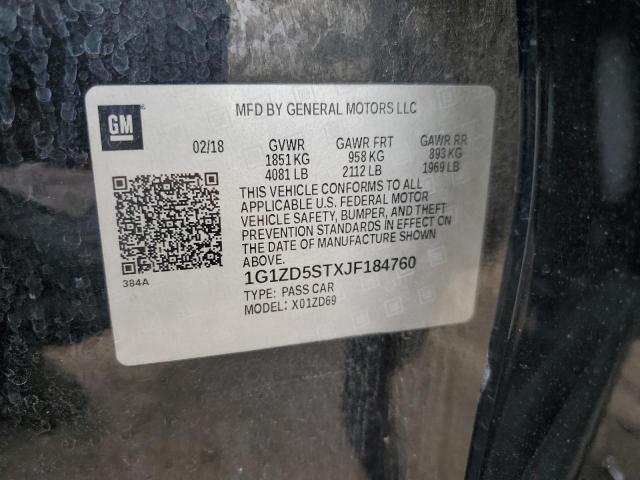 GM
MFD BY GENERAL MOTORS LLC
02/18 GVWR GAWR FRT GAWR RR
1851 KG 958 KG 893 KG
4081 LB 2112 LB 1969 LB
THIS VEHICLE CONFORMS TO ALL
APPLICABLE U.S. FEDERAL MOTOR
VEHICLE SAFETY, BUMPER, AND THEFT
PREVENTION STANDARDS IN EFFECT ON
THE DATE OF MANUFACTURE SHOWN
ABOVE.
384A
1G1ZD5STXJF184760
TYPE: PASS CAR
MODEL: X01ZD69